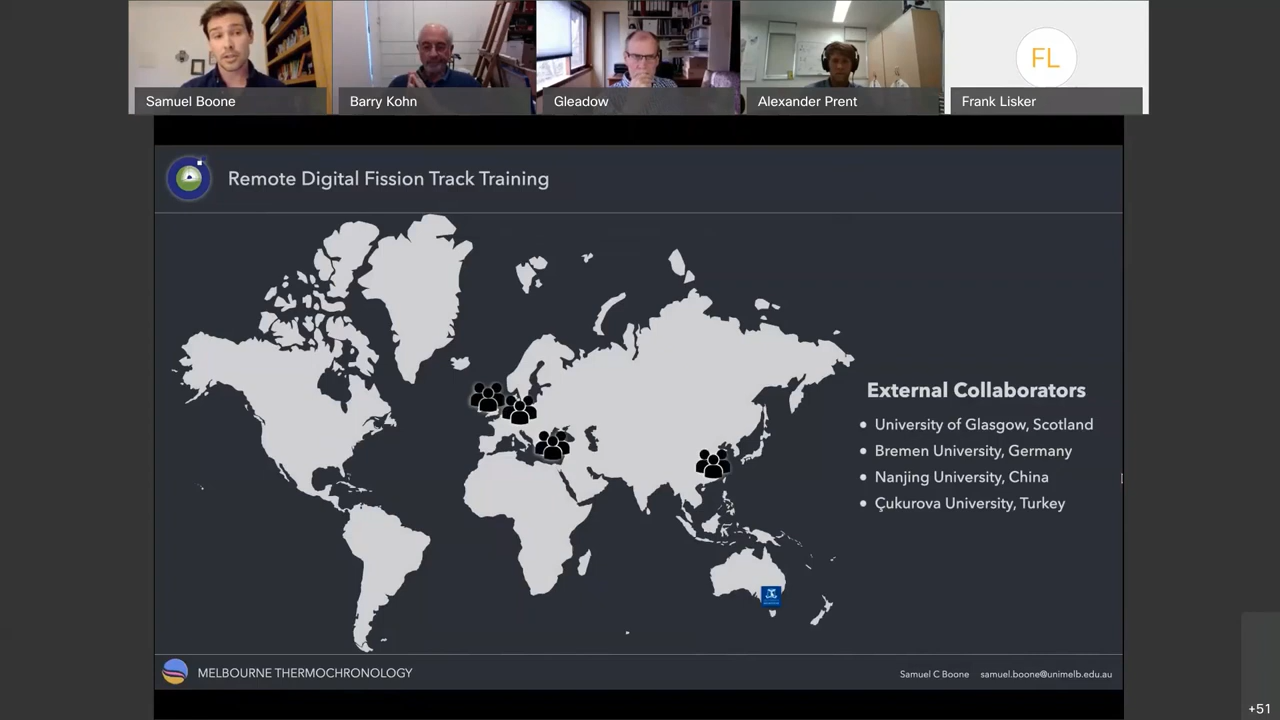 Samuel Boone
Barry Kohn
Gleadow
Alexander Prent
FL
Frank Lisker
Remote Digital Fission Track Training
External Collaborators
• University of Glasgow, Scotland
• Bremen University, Germany
• Nanjing University, China
• Çukurova University, Turkey
MELBOURNE THERMOCHRONOLOGY
Samuel C Boone samuel.boone@unimelb.edu.au
+51